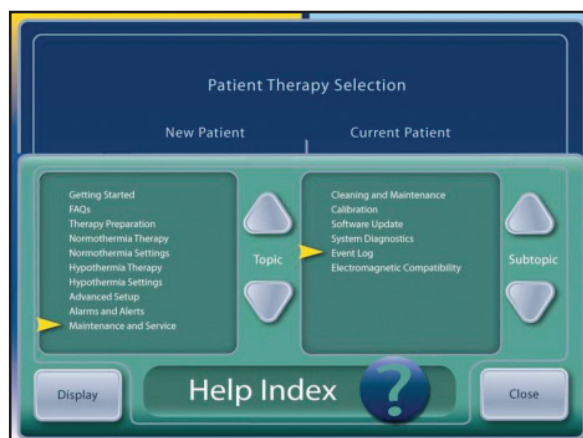 Patient Therapy Selection
New Patient Current Patient
Getting Started
FAQs
Therapy Preparation
Normothermia Therapy
Normothermia Settings
Hypothermia Therapy
Hypothermia Settings
Advanced Setup
Alarms and Alerts
Maintenance and Service
Topic
Cleaning and Maintenance
Calibration
Software Update
System Diagnostics
Event Log
Electromagnetic Compatibility
Subtopic
Display
Help Index ?
Close